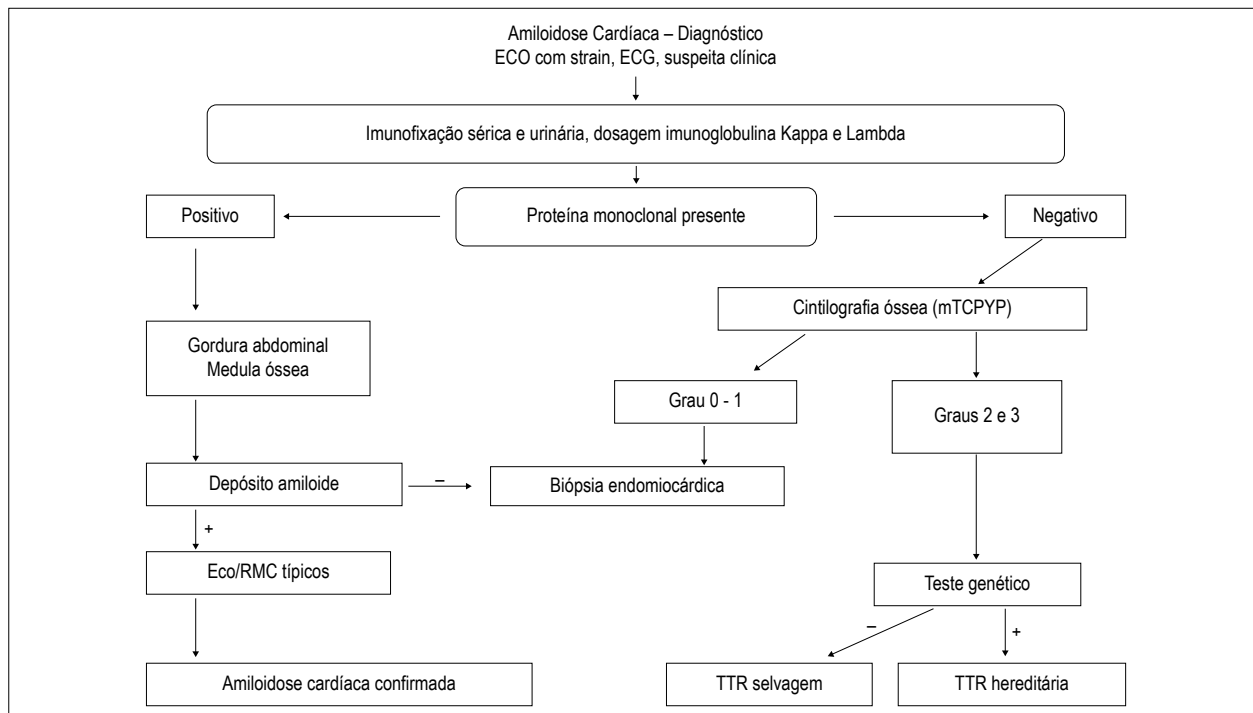 Amiloidose Cardíaca – Diagnóstico
ECO com strain, ECG, suspeita clínica
Imunofixação sérica e urinária, dosagem imunoglobulina Kappa e Lambda
Positivo
Proteína monoclonal presente
Negativo
Cintilografia óssea (mTCPYP)
Gordura abdominal
Medula óssea
Grau 0 - 1
Graus 2 e 3
Depósito amiloide
–
Biópsia endomiocárdica
+
Eco/RMC típicos
Teste genético
–
+
Amiloidose cardíaca confirmada
TTR selvagem
TTR hereditária